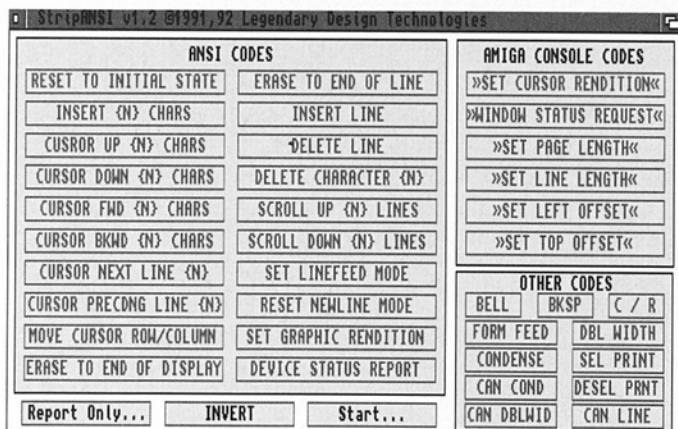 StripANSI v1.2 @1991,92 Legendary Design Technologies
ANSI CODES
RESET TO INITIAL STATE
ERASE TO END OF LINE
INSERT {N} CHARS
INSERT LINE
CUSROR UP {N} CHARS
DELETE LINE
CURSOR DOWN {N} CHARS
DELETE CHARACTER {N}
CURSOR FWD {N} CHARS
SCROLL UP {N} LINES
CURSOR BKWD {N} CHARS
SCROLL DOWN {N} LINES
CURSOR NEXT LINE {N}
SET LINEFEED MODE
CURSOR PRECDNG LINE {N}
RESET NEWLINE MODE
MOVE CURSOR ROW/COLUMN
SET GRAPHIC RENDITION
ERASE TO END OF DISPLAY
DEVICE STATUS REPORT
Report Only...
INVERT
Start...
AMIGA CONSOLE CODES
»SET CURSOR RENDITION«
»WINDOW STATUS REQUEST«
»SET PAGE LENGTH«
»SET LINE LENGTH«
»SET LEFT OFFSET«
»SET TOP OFFSET«
OTHER CODES
BELL
BKSP
C / R
FORM FEED
DBL WIDTH
CONDENSE
SEL PRINT
CAN COND
DESEL PRNT
CAN DBLWID
CAN LINE